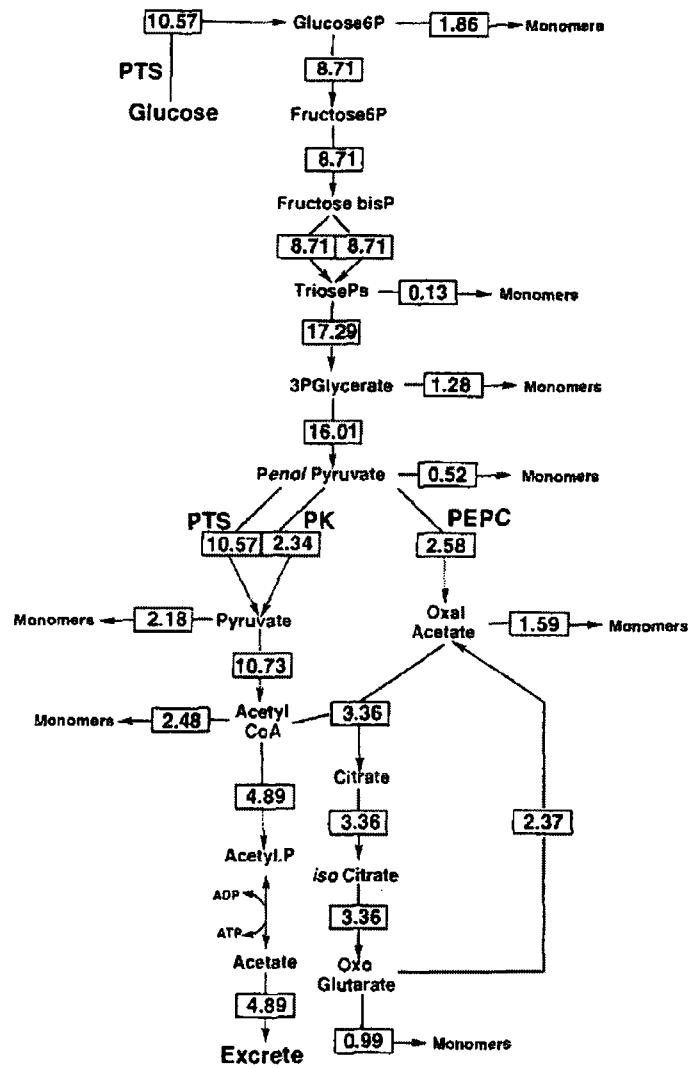 10.57 Glucose6P 1.86 Monomers
PTS
8.71
Glucose
Fructose6P
8.71
Fructose bisP
8.71 8.71
TriosePs 0.13 Monomers
17.29
3PGlycerate 1.28 Monomers
16.01
Penol Pyruvate 0.52 Monomers
PTS PK PEPC
10.57 2.34 2.58
Monomers 2.18 Pyruvate
Oxal
Acetate
1.59 Monomers
10.73
Monomers 2.48
Acetyl
CoA
3.36
Citrate
4.89
3.36 2.37
Acetyl.P
iso Citrate
ADP
3.36
ATP
Acetate
Oxo
Glutarate
4.89
0.99 Monomers
Excrete